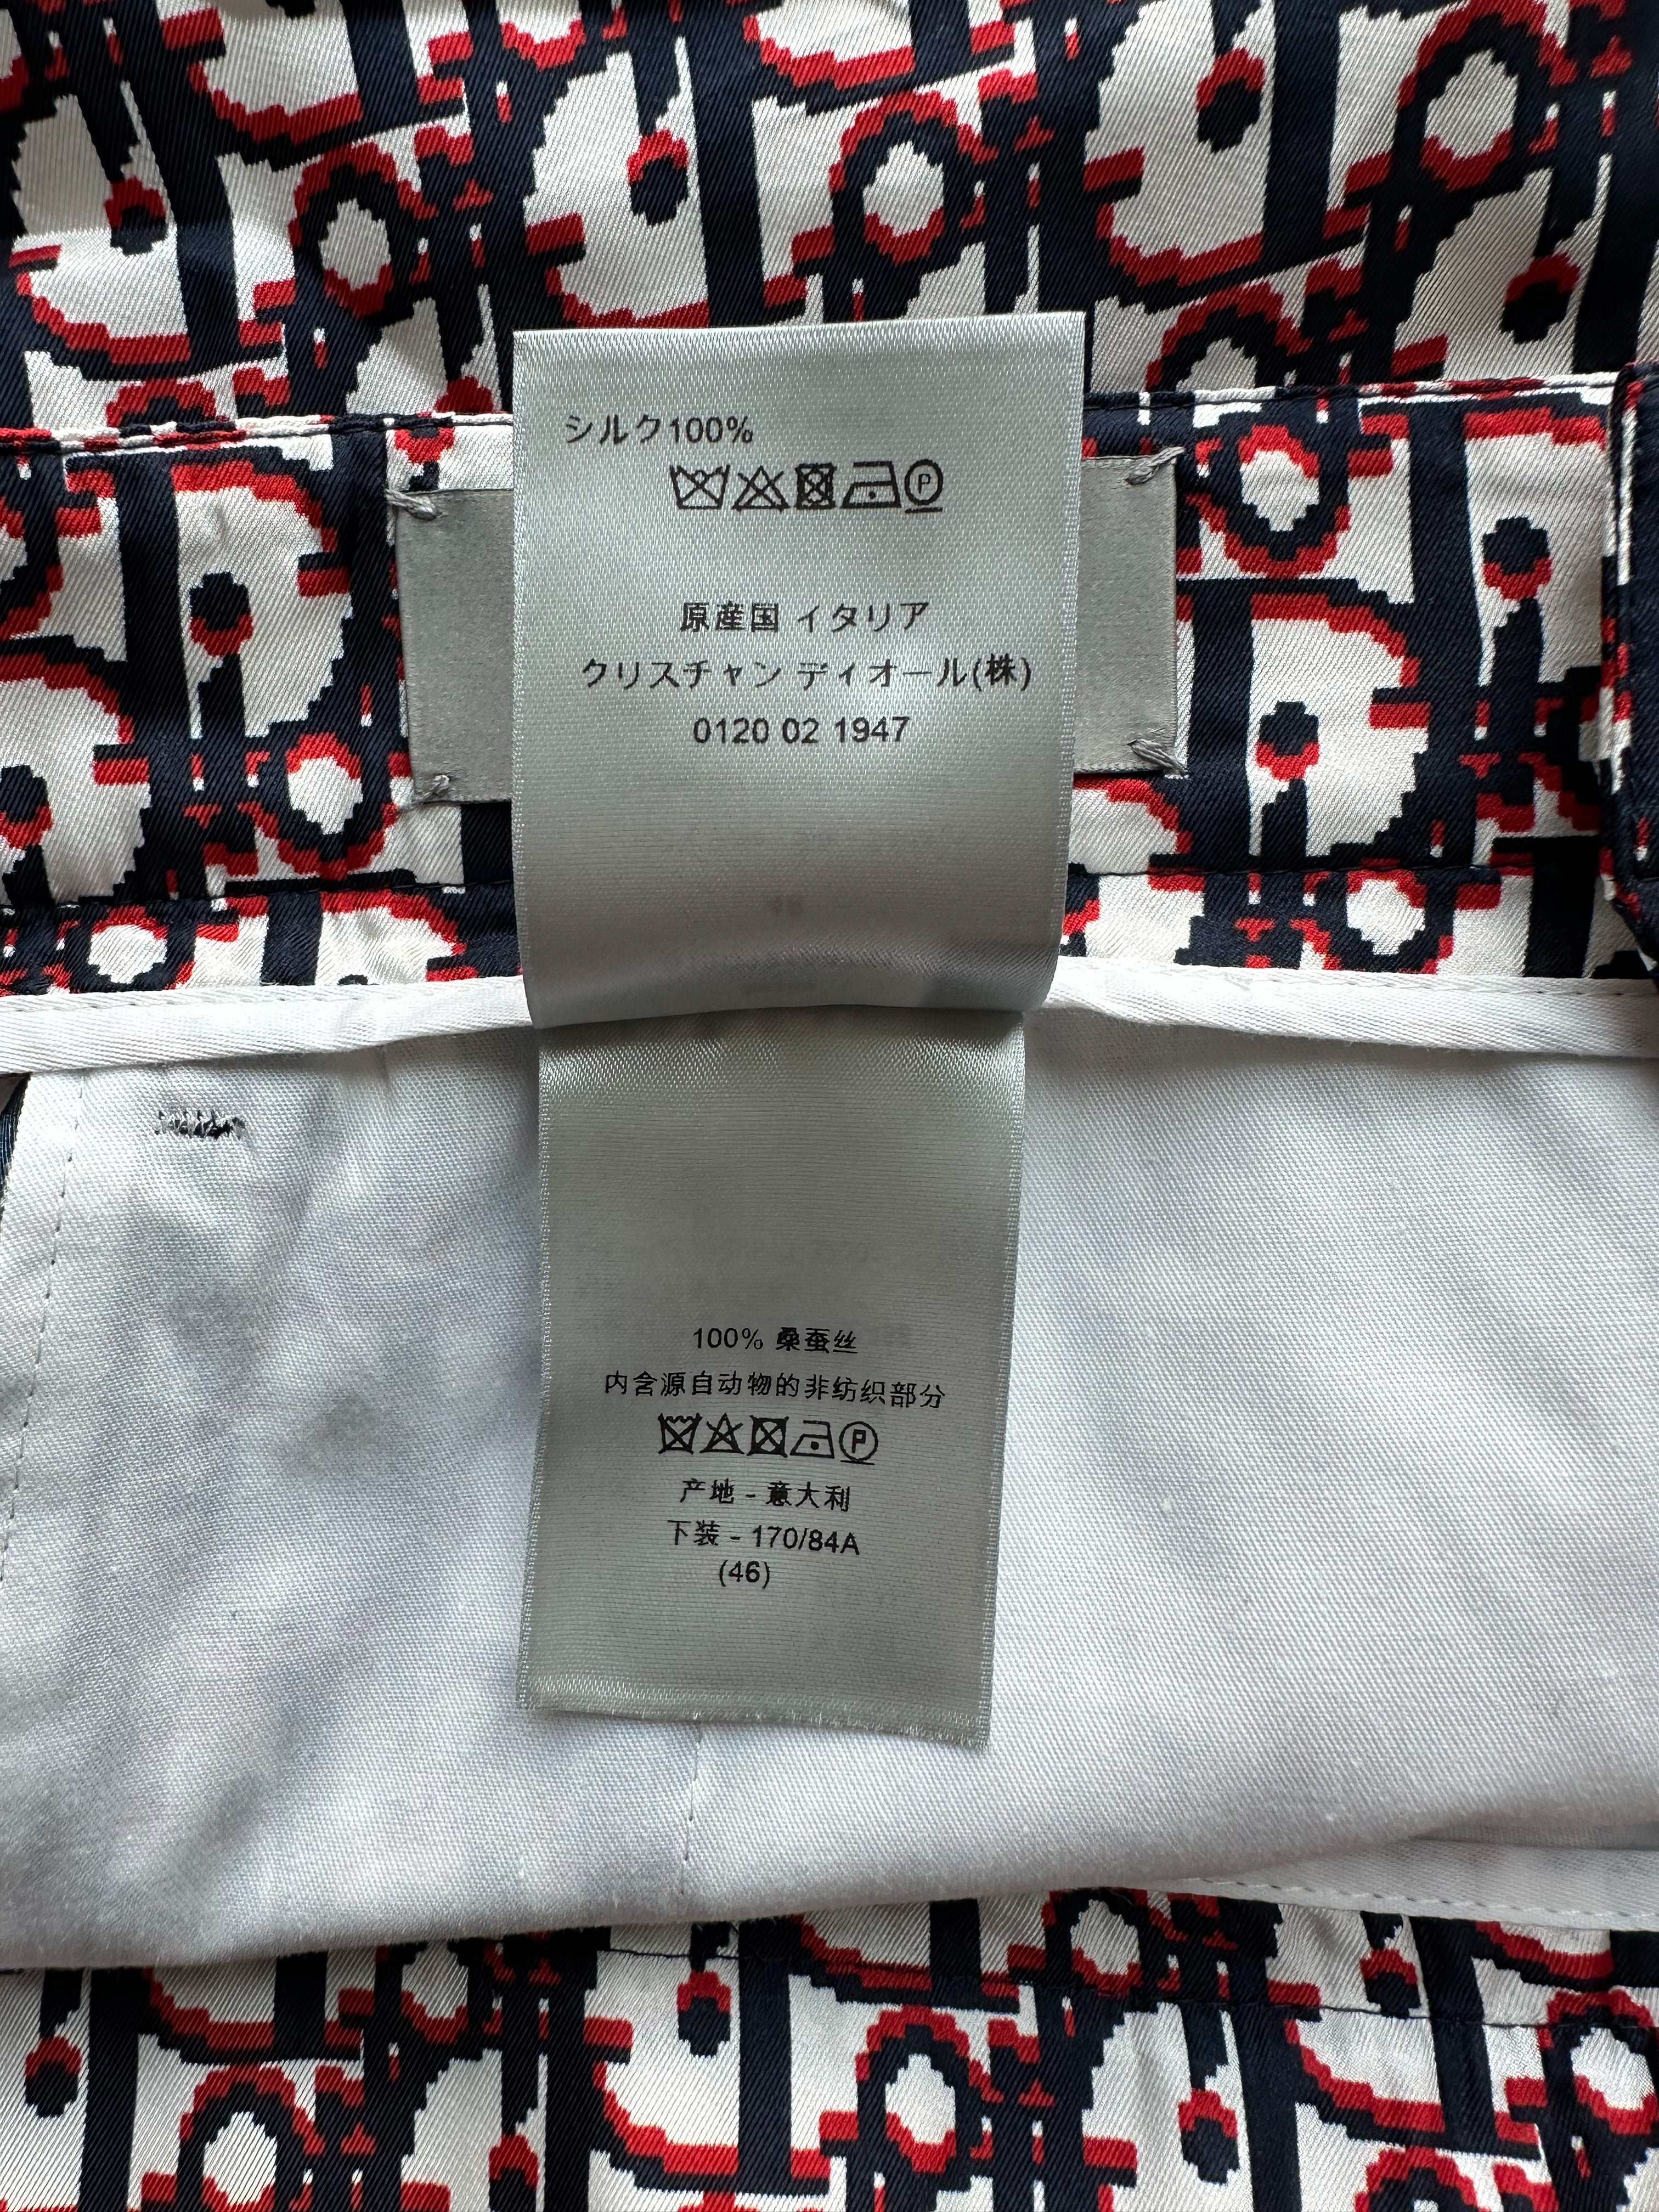 シルク100%
P
原産国 イタリア
クリスチャン ディオール(株)
0120 02 1947
100% 桑蚕丝
内含源自动物的非纺织部分
P
产地 - 意大利
下装 - 170/84A
(46)